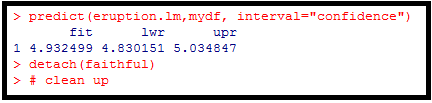 > predict(eruption.lm,mydf, interval="confidence")
fit lwr upr
1 4.932499 4.830151 5.034847
> detach(faithful)
> # clean up